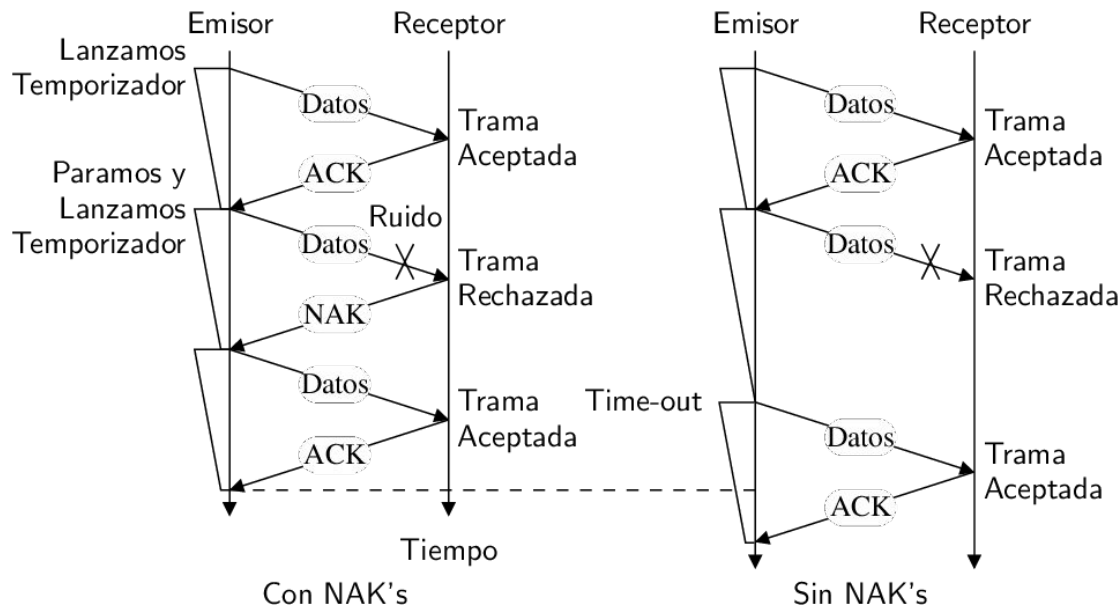 Emisor
Receptor
Lanzamos
Temporizador
Datos
Trama
Aceptada
ACK
Paramos y
Lanzamos
Temporizador
Ruido
Datos
Trama
Rechazada
NAK
Datos
Trama
Aceptada
ACK
Tiempo
Con NAK's
Emisor
Receptor
Datos
Trama
Aceptada
ACK
Datos
Trama
Rechazada
Time-out
Datos
Trama
Aceptada
ACK
Sin NAK's